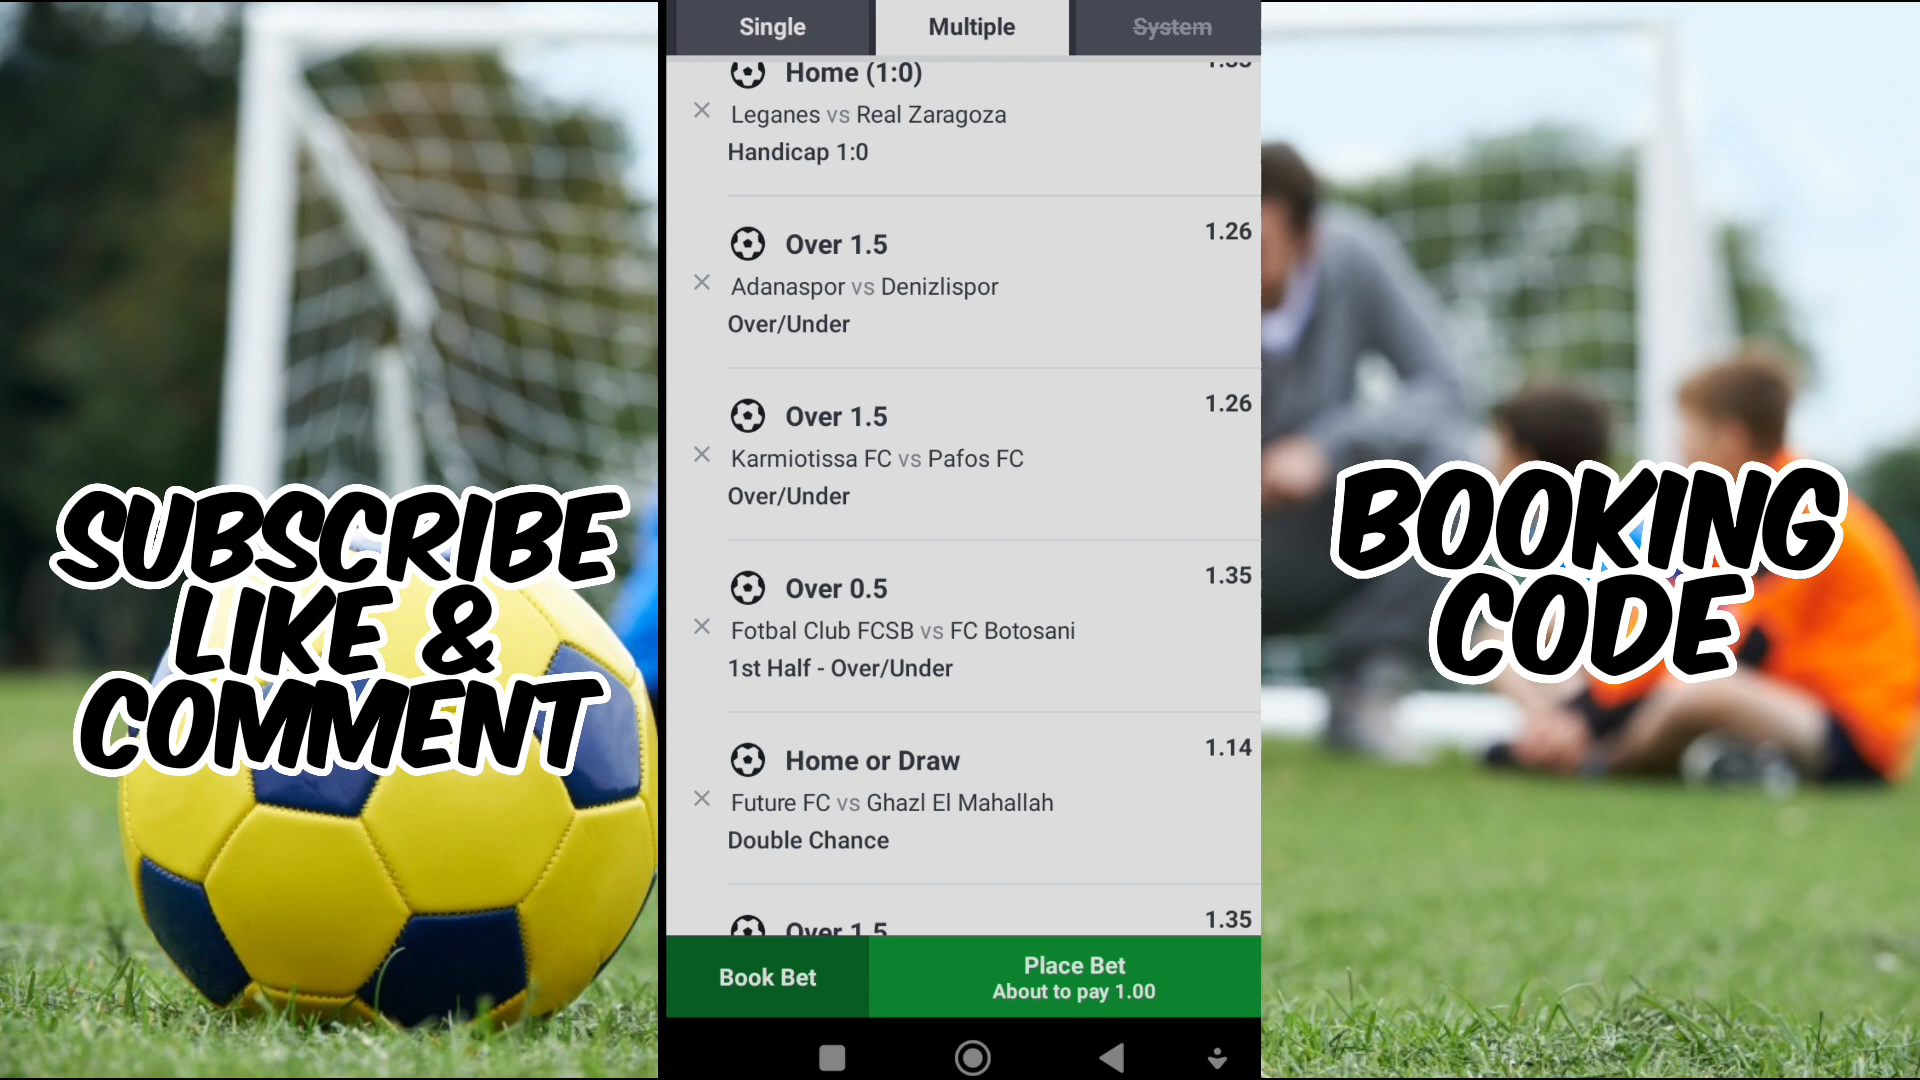 Single
Multiple
System
Home (1:0)
Leganes vs Real Zaragoza
Handicap 1:0
1.26
Over 1.5
Adanaspor vs Denizlispor
Over/Under
1.26
Over 1.5
Karmiotissa FC vs Pafos FC
Over/Under
1.35
Over 0.5
Fotbal Club FCSB vs FC Botosani
1st Half - Over/Under
1.14
Home or Draw
Future FC vs Ghazl El Mahallah
Double Chance
1.35
Over 1.5
Book Bet
Place Bet
About to pay 1.00
SUBSCRIBE
LIKE &
COMMENT
BOOKING
CODE